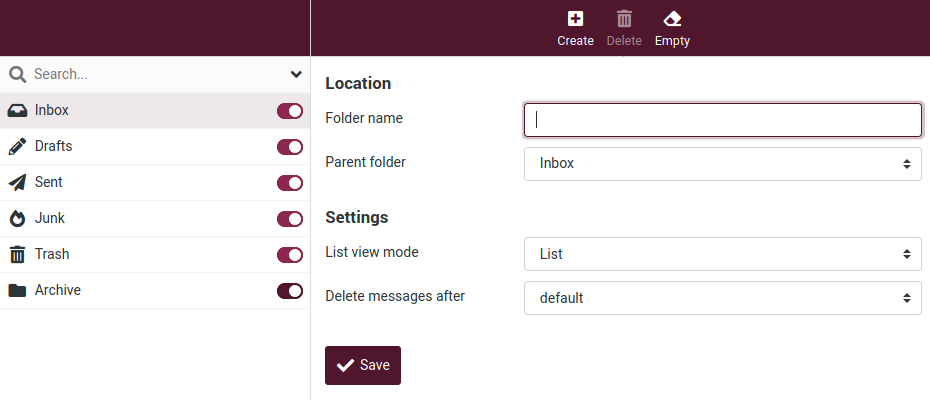 Create Delete Empty
Search...
Inbox
Drafts
Sent
Junk
Trash
Archive
Location
Folder name
Parent folder Inbox
Settings
List view mode List
Delete messages after default
Save